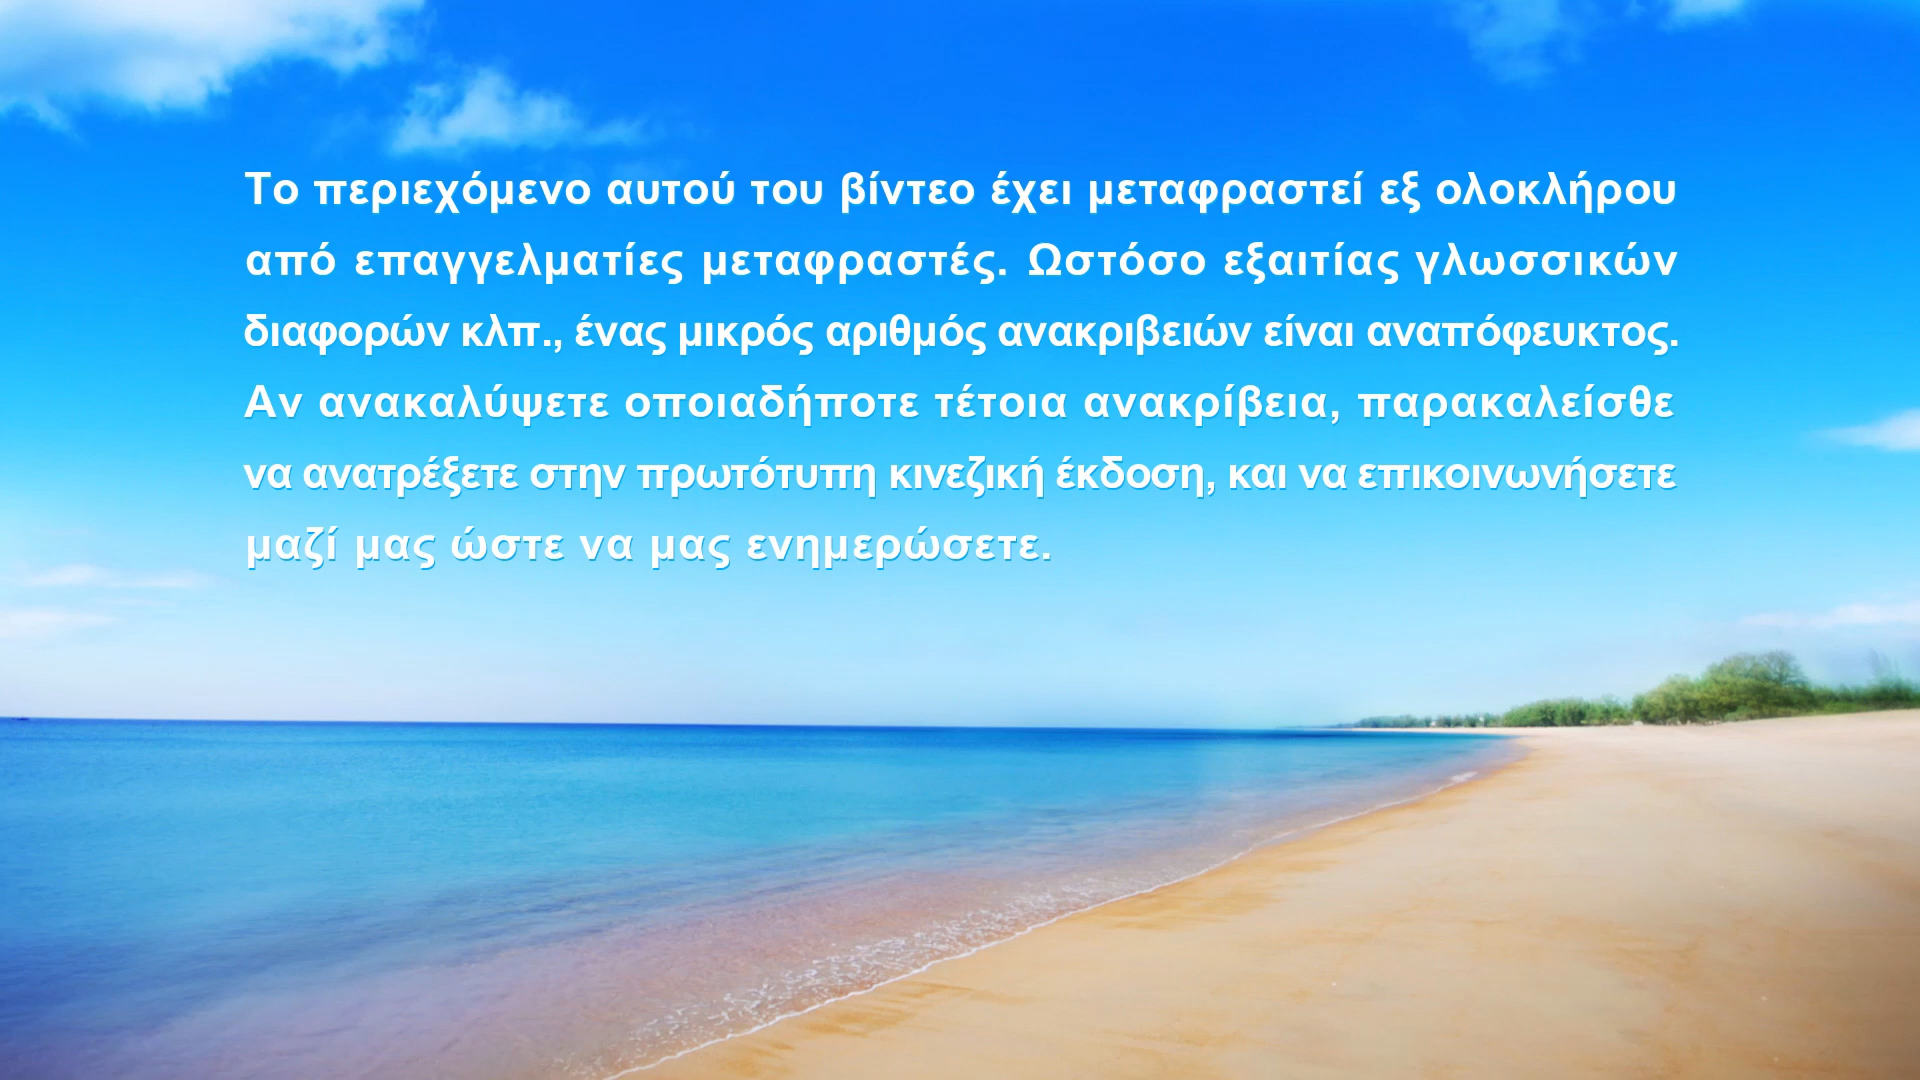 Το περιεχόμενο αυτού του βίντεο έχει μεταφραστεί εξ ολοκλήρου
από επαγγελματίες μεταφραστές. Ωστόσο εξαιτίας γλωσσικών
διαφορών κλπ., ένας μικρός αριθμός ανακριβειών είναι αναπόφευκτος.
Αν ανακαλύψετε οποιαδήποτε τέτοια ανακρίβεια, παρακαλείσθε
να ανατρέξετε στην πρωτότυπη κινεζική έκδοση, και να επικοινωνήσετε
μαζί μας ώστε να μας ενημερώσετε.